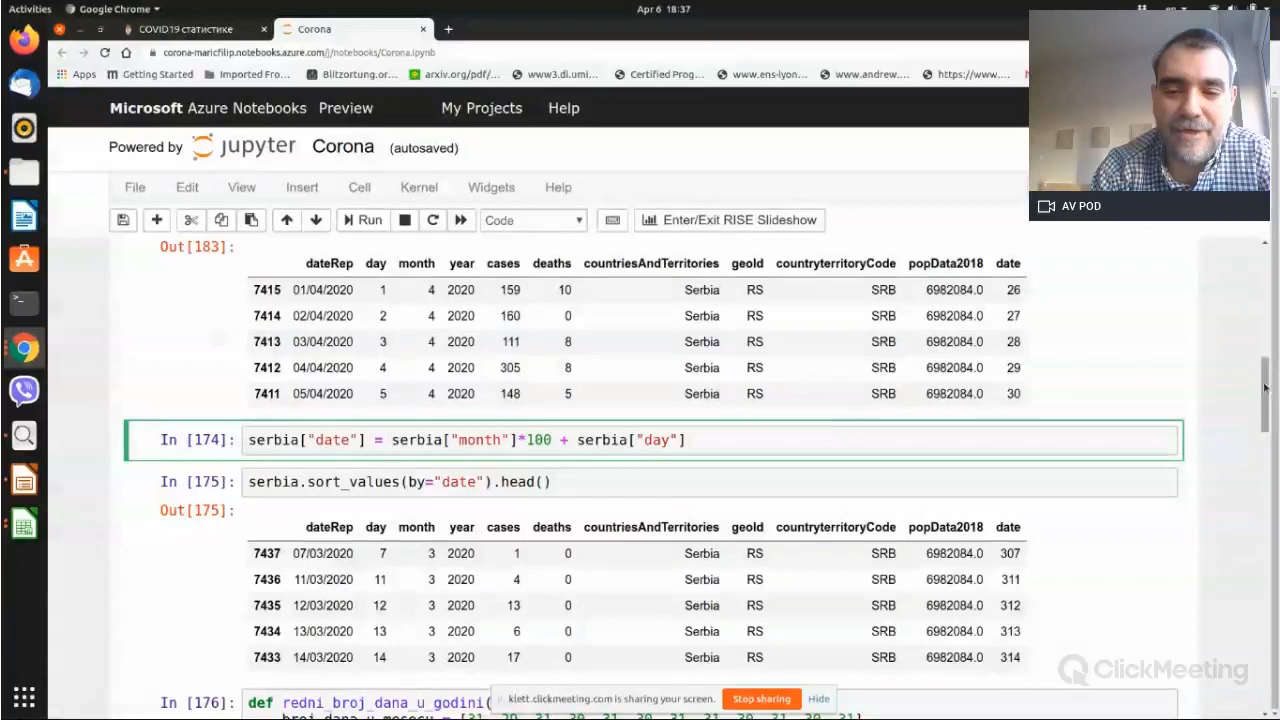 Activities Google Chrome Apr 6 18:37 en
COVID19 статистике Corona
corona-maricfilip.notebooks.azure.com/j/notebooks/Corona.ipynb
Apps Getting Started Imported Fro... Blitzortung.or... arxiv.org/pdf/... www3.dl.umi... Certified Prog... www.ens-lyon... www.andrew... https://www...
Microsoft Azure Notebooks Preview My Projects Help
Powered by jupyter Corona (autosaved)
AV POD
File Edit View Insert Cell Kernel Widgets Help
Run Code Enter/Exit RISE Slideshow
Out[183]:
dateRep day month year cases deaths countriesAndTerritories geoId countryterritoryCode popData2018 date
7415 01/04/2020 1 4 2020 159 10 Serbia RS SRB 6982084.0 26
7414 02/04/2020 2 4 2020 160 0 Serbia RS SRB 6982084.0 27
7413 03/04/2020 3 4 2020 111 8 Serbia RS SRB 6982084.0 28
7412 04/04/2020 4 4 2020 305 8 Serbia RS SRB 6982084.0 29
7411 05/04/2020 5 4 2020 148 5 Serbia RS SRB 6982084.0 30
In [174]: serbia["date"] = serbia["month"]*100 + serbia["day"]
In [175]: serbia.sort_values(by="date").head()
Out[175]:
dateRep day month year cases deaths countriesAndTerritories geoId countryterritoryCode popData2018 date
7437 07/03/2020 7 3 2020 1 0 Serbia RS SRB 6982084.0 307
7436 11/03/2020 11 3 2020 4 0 Serbia RS SRB 6982084.0 311
7435 12/03/2020 12 3 2020 13 0 Serbia RS SRB 6982084.0 312
7434 13/03/2020 13 3 2020 6 0 Serbia RS SRB 6982084.0 313
7433 14/03/2020 14 3 2020 17 0 Serbia RS SRB 6982084.0 314
ClickMeeting
In [176]: def redni_broj_dana_u_godini(
klett.clickmeeting.com is sharing your screen. Stop sharing Hide